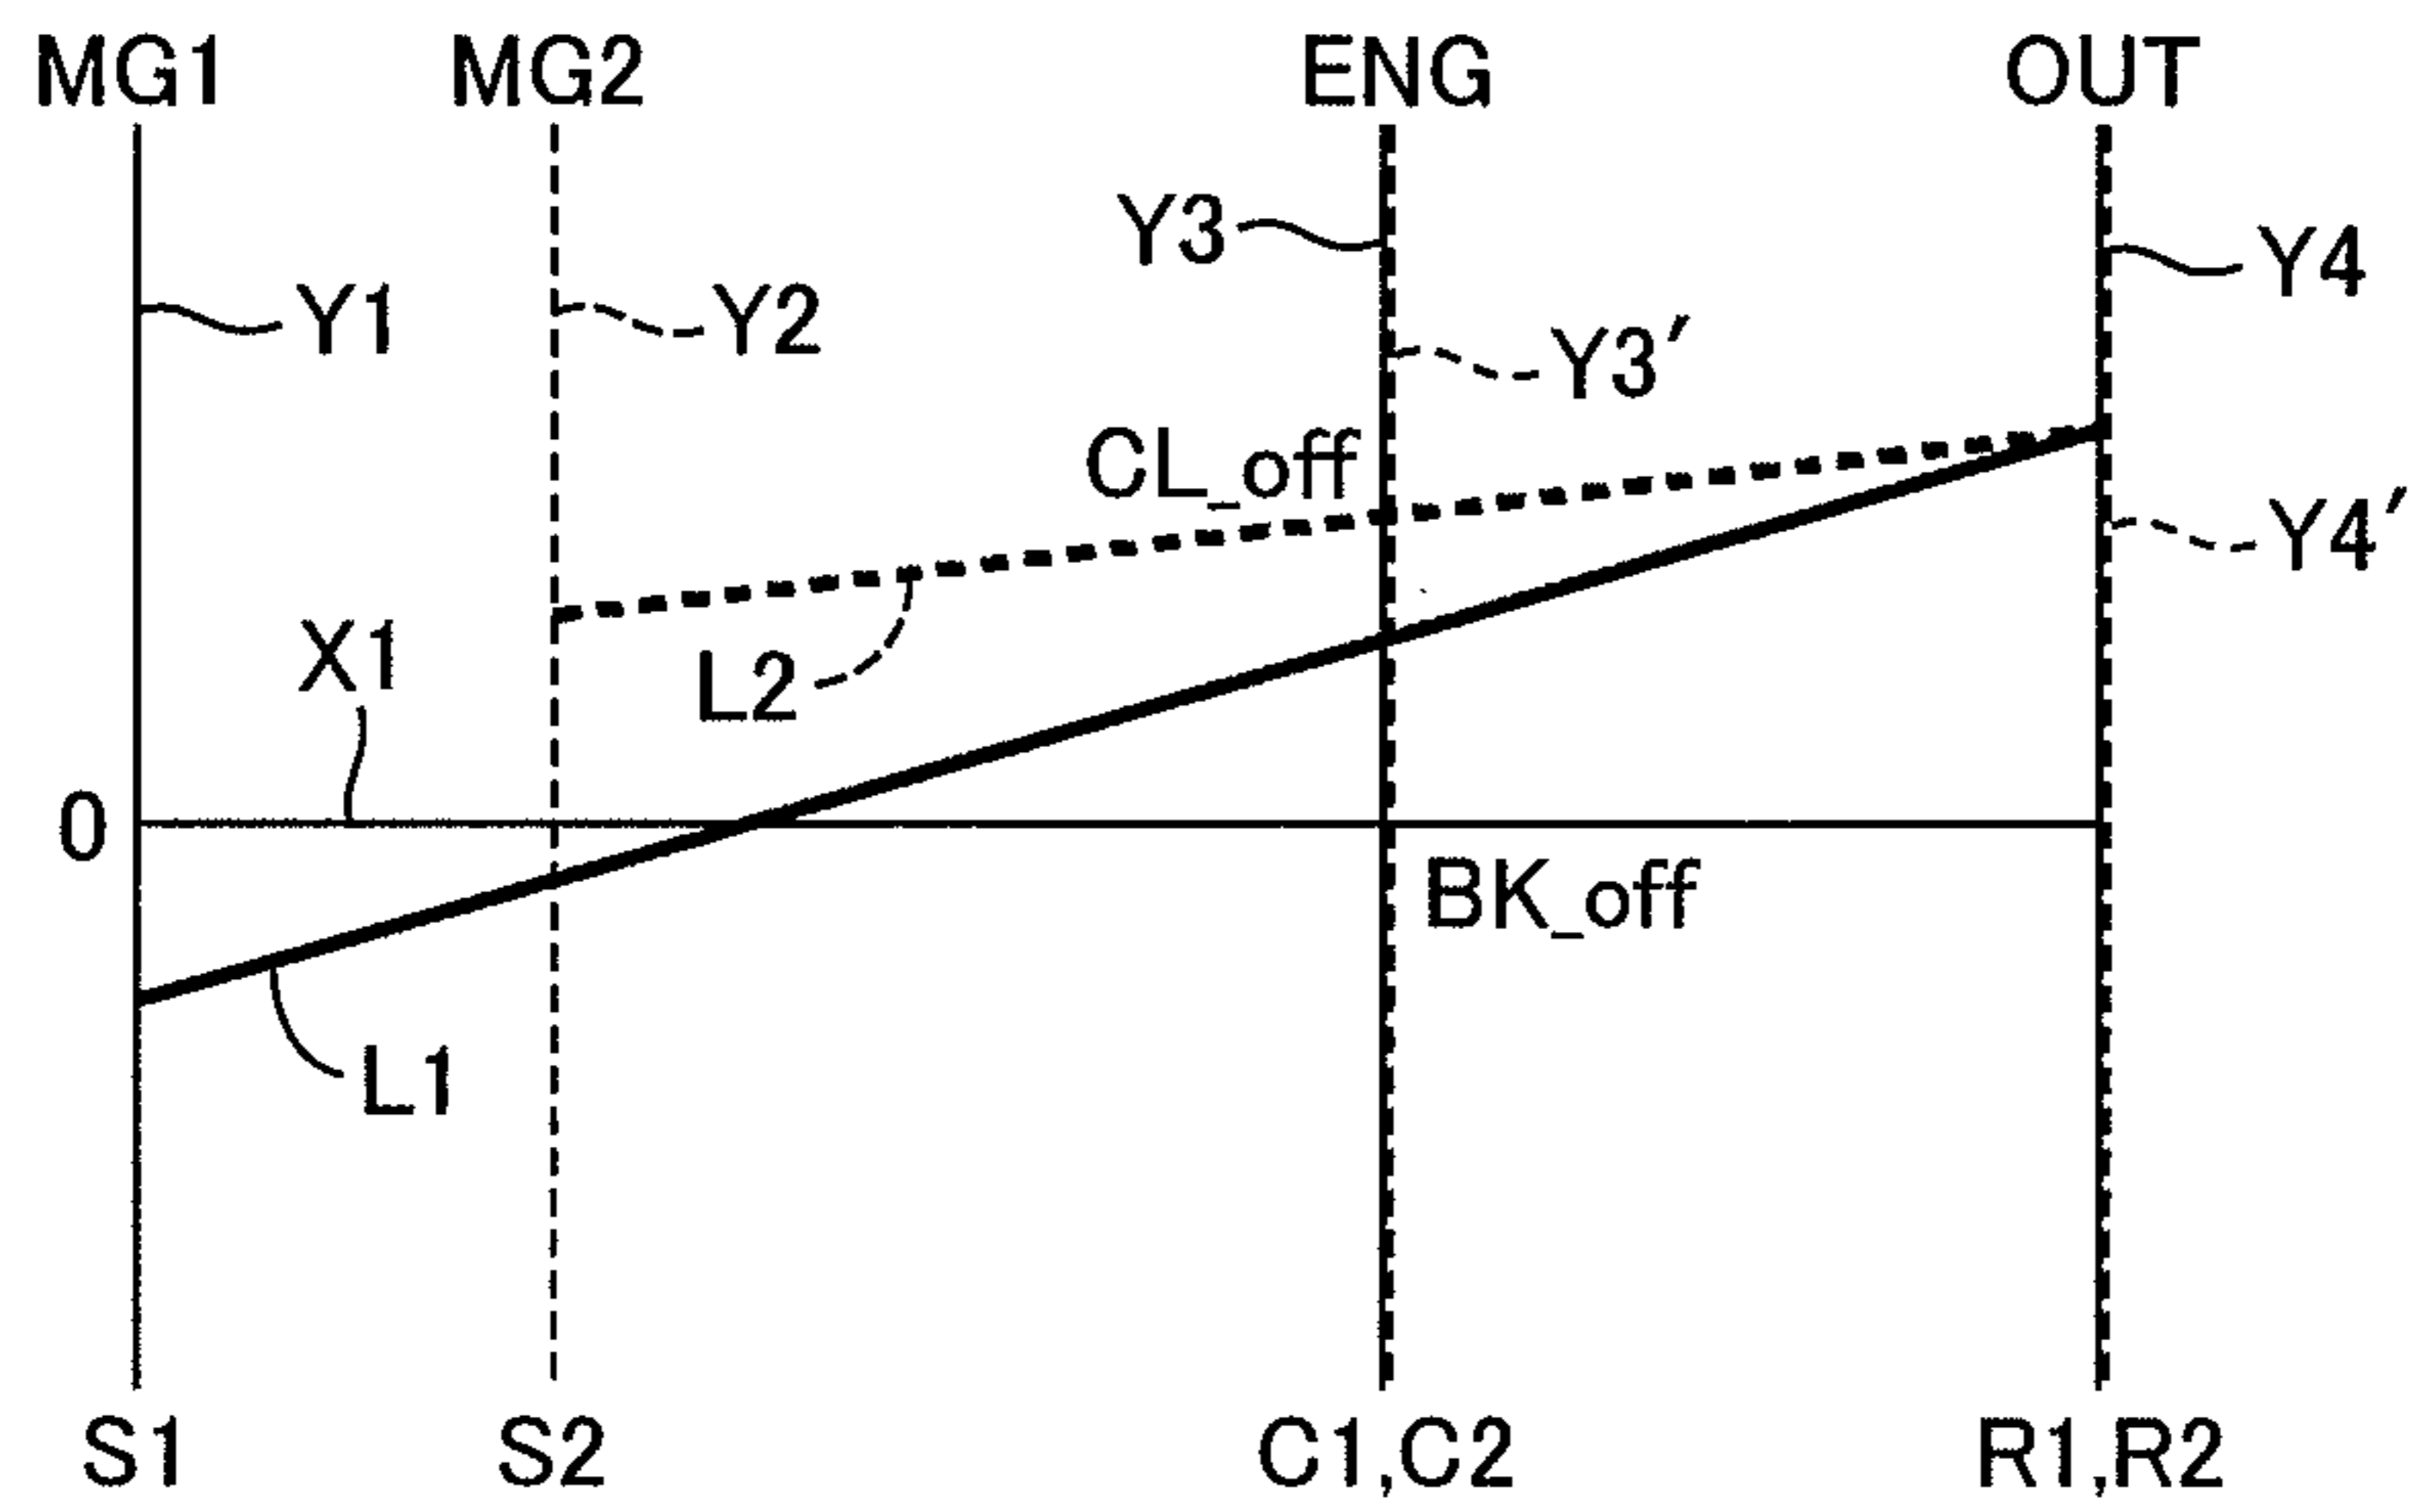 MG1 MG2 ENG OUT
Y3
Y4
Y1 Y2
Y3′
CL_off
Y4′
X1
L2
0
BK_off
L1
S1 S2 C1,C2 R1,R2